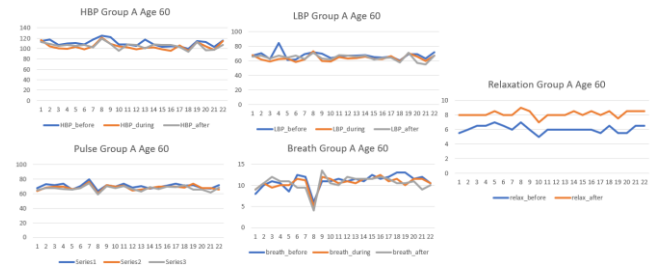 HBP Group A Age 60
140
120
100
80
60
40
20
0
1 2 3 4 5 6 7 8 9 10 11 12 13 14 15 16 17 18 19 20 21 22
HBP_before HBP_during HBP_after
LBP Group A Age 60
100
80
60
40
20
0
1 2 3 4 5 6 7 8 9 10 11 12 13 14 15 16 17 18 19 20 21 22
LBP_before LBP_during LBP_after
Pulse Group A Age 60
100
80
60
40
20
0
1 2 3 4 5 6 7 8 9 10 11 12 13 14 15 16 17 18 19 20 21 22
Series1 Series2 Series3
Breath Group A Age 60
15
10
5
0
1 2 3 4 5 6 7 8 9 10 11 12 13 14 15 16 17 18 19 20 21 22
breath_before breath_during breath_after
Relaxation Group A Age 60
10
8
6
4
2
0
1 2 3 4 5 6 7 8 9 10 11 12 13 14 15 16 17 18 19 20 21 22
relax_before relax_after